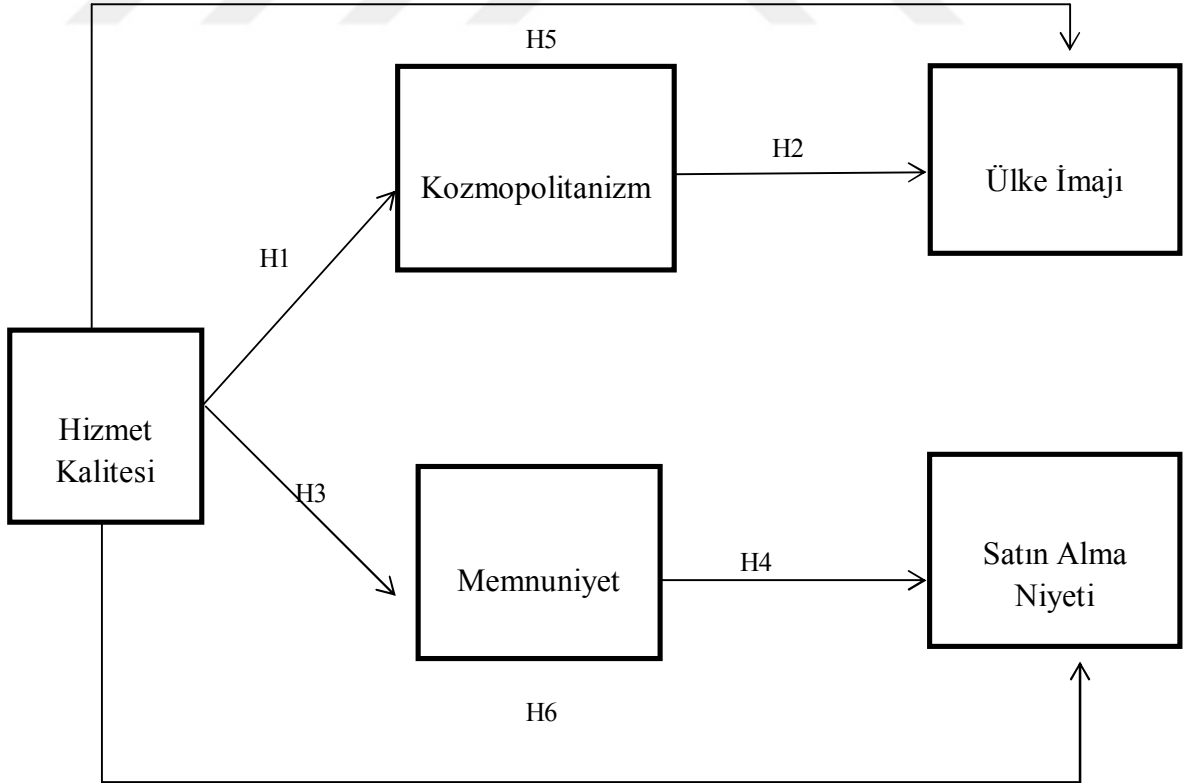 H5
Kozmopolitanizm
H2
Ülke İmajı
H1
Hizmet
Kalitesi
H3
Memnuniyet
H4
Satın Alma
Niyeti
H6